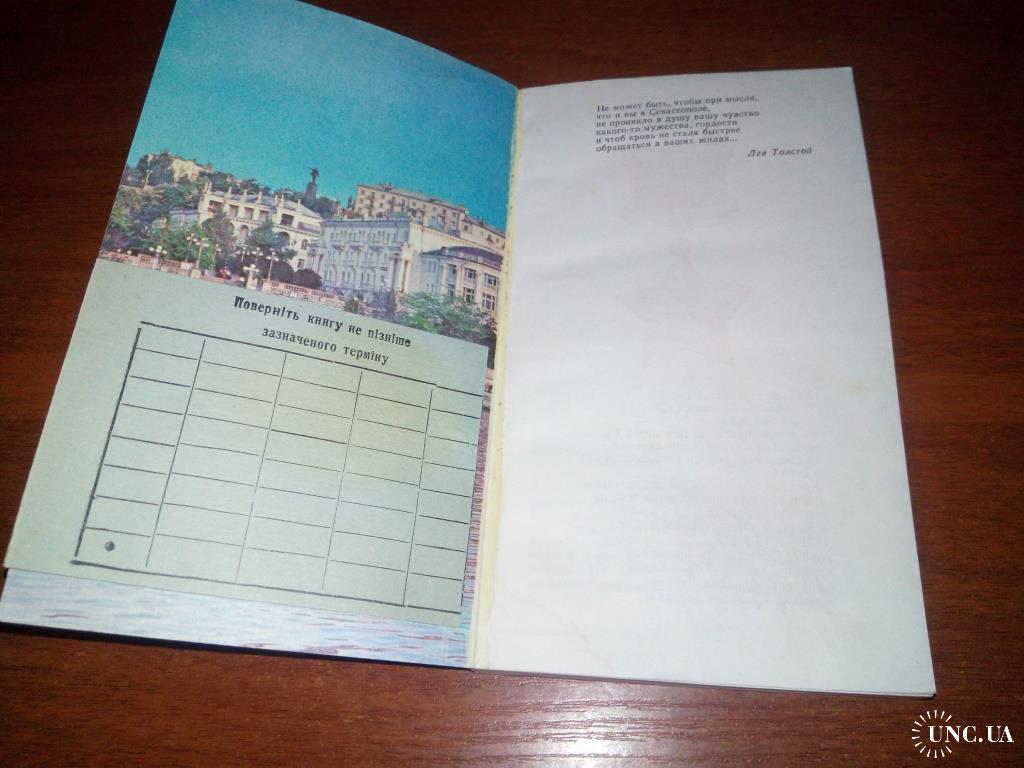 Поверніть книгу не пізніше
зазначеного терміну
Не может быть, чтобы при мысли,
что и вы в Севастополе,
не проникло в душу вашу чувство
какого-то мужества, гордости
и чтоб кровь не стала быстрее
обращаться в ваших жилах...
Лев Толстой
UNC.UA